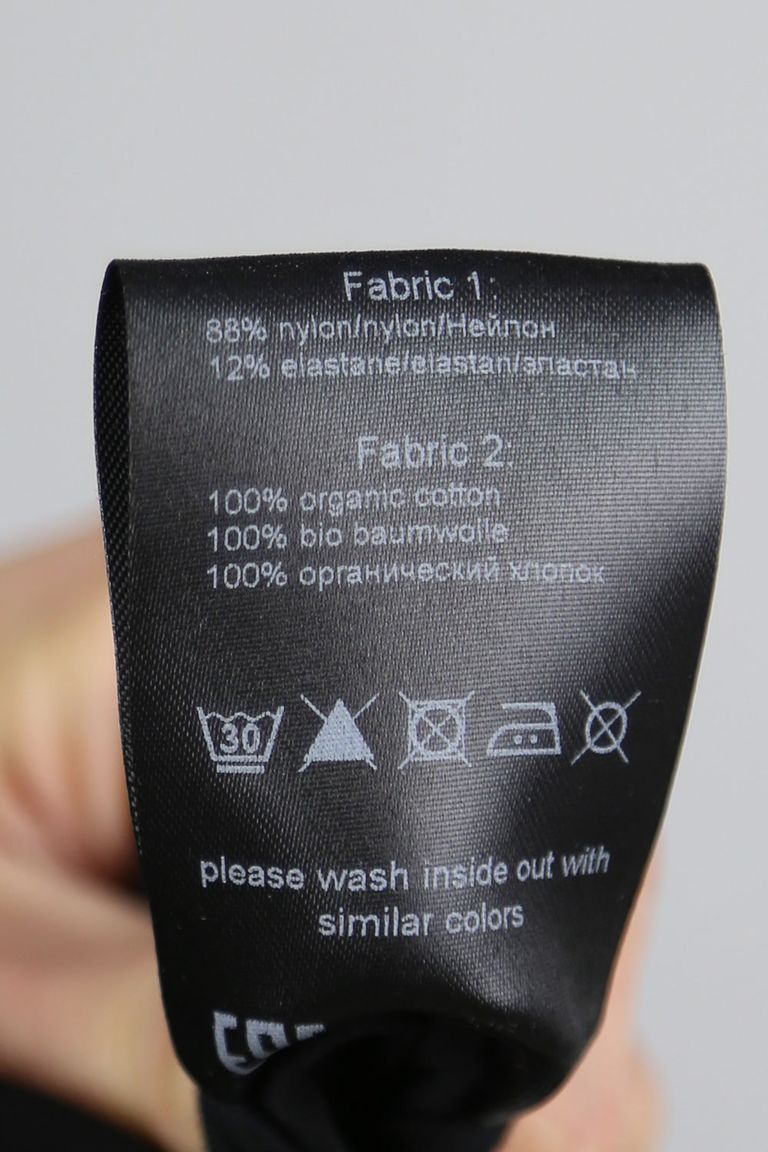 Fabric 1:
88% nylon/nylon/Нейлон
12% elastane/elastan/эластан
Fabric 2:
100% organic cotton
100% bio baumwolle
100% органический хлопок
30
please wash inside out with
similar colors